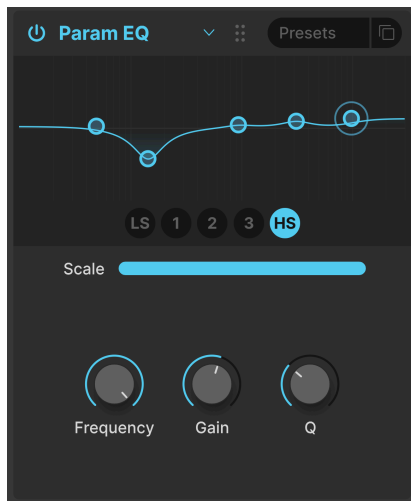 Param EQ
Presets
LS 1 2 3 HS
Scale
Frequency Gain Q